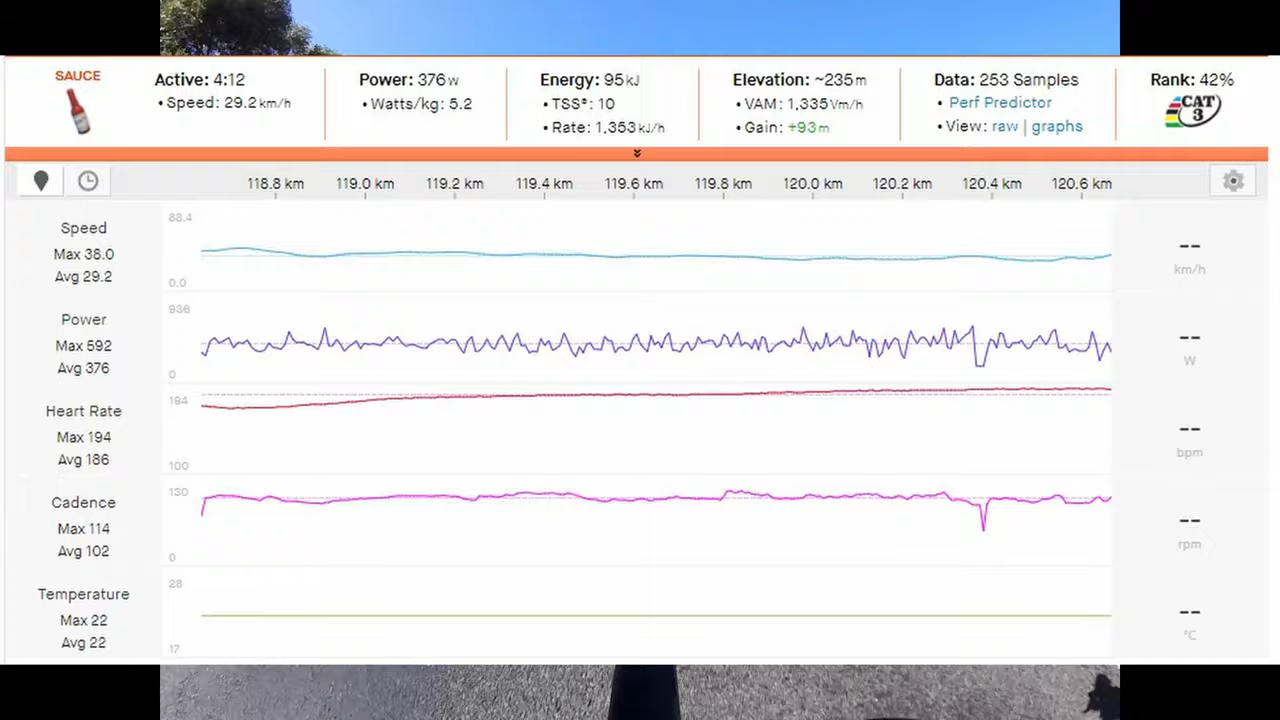 SAUCE
Active: 4:12
• Speed: 29.2 km/h
Power: 376 w
• Watts/kg: 5.2
Energy: 95 kJ
• TSS®: 10
• Rate: 1,353 kJ/h
Elevation: ~235 m
• VAM: 1,335 Vm/h
• Gain: +93 m
Data: 253 Samples
• Perf Predictor
• View: raw | graphs
Rank: 42%
CAT
3
118.8 km 119.0 km 119.2 km 119.4 km 119.6 km 119.8 km 120.0 km 120.2 km 120.4 km 120.6 km
Speed
Max 38.0
Avg 29.2
88.4
0.0
--
km/h
Power
Max 592
Avg 376
936
0
--
W
Heart Rate
Max 194
Avg 186
194
100
--
bpm
Cadence
Max 114
Avg 102
130
0
--
rpm
Temperature
Max 22
Avg 22
28
17
--
°C